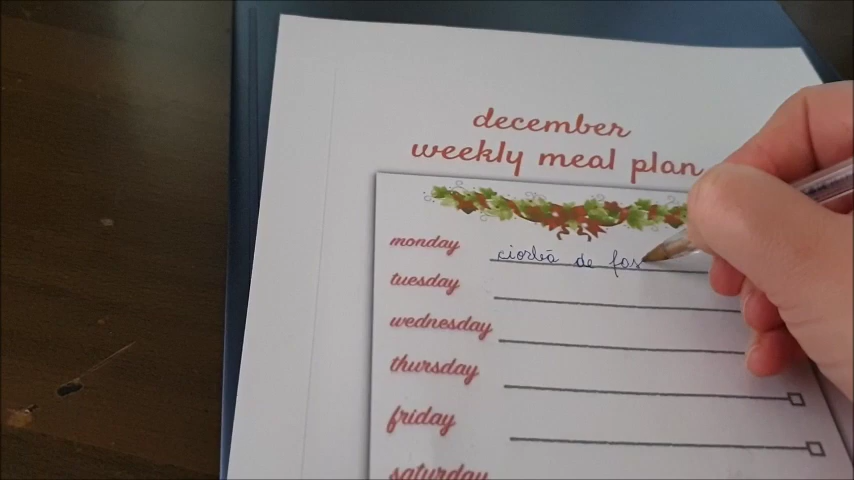 december
weekly meal plan
monday ciorbă de fas
tuesday
wednesday
thursday
friday
saturday